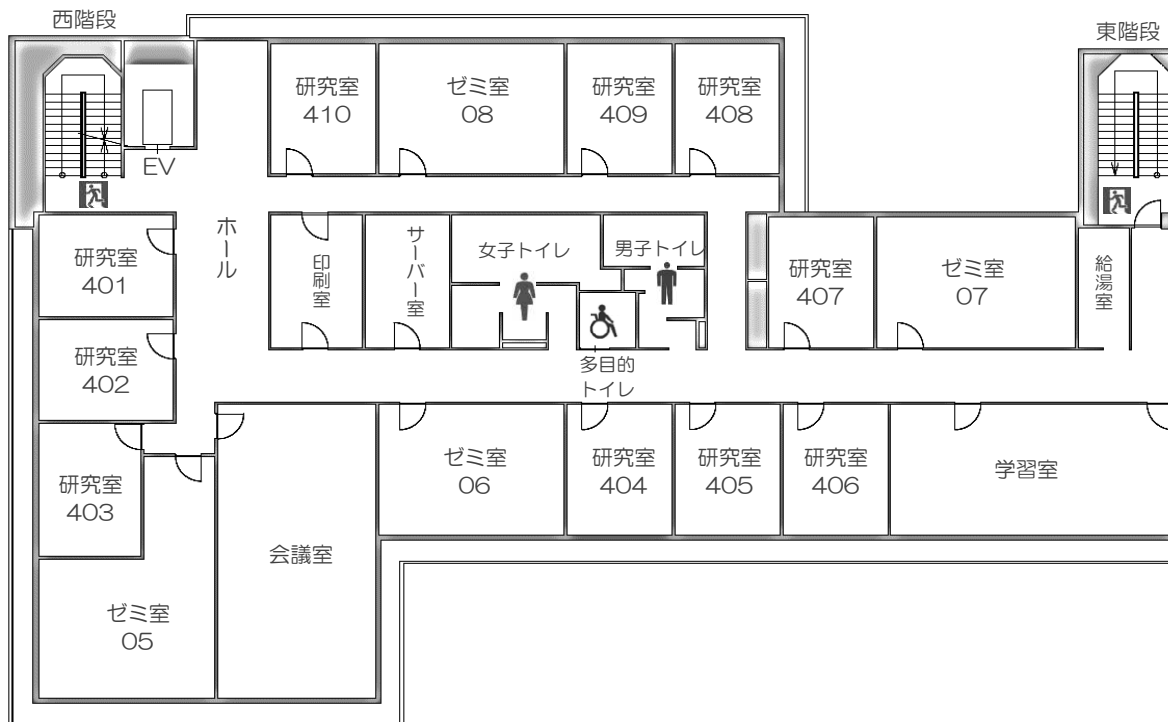 西階段
東階段
EV
研究室
410
ゼミ室
08
研究室
409
研究室
408
ホール
研究室
401
印刷室
サーバー室
女子トイレ
男子トイレ
研究室
407
ゼミ室
07
給湯室
研究室
402
多目的
トイレ
研究室
403
ゼミ室
06
研究室
404
研究室
405
研究室
406
学習室
会議室
ゼミ室
05